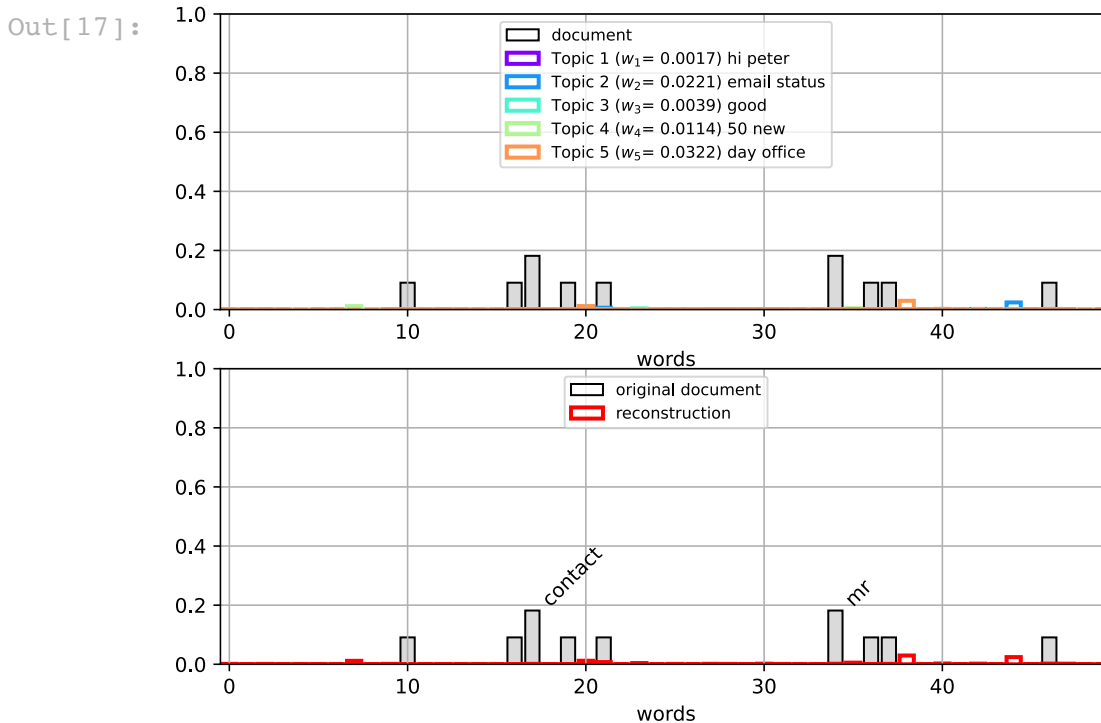 Out[17]:
1.0
0.8
0.6
0.4
0.2
0.0
document
Topic 1 (w1= 0.0017) hi peter
Topic 2 (w2= 0.0221) email status
Topic 3 (w3= 0.0039) good
Topic 4 (w4= 0.0114) 50 new
Topic 5 (w5= 0.0322) day office
0 10 20 30 40
words
1.0
0.8
0.6
0.4
0.2
0.0
original document
reconstruction
contact
mr
0 10 20 30 40
words